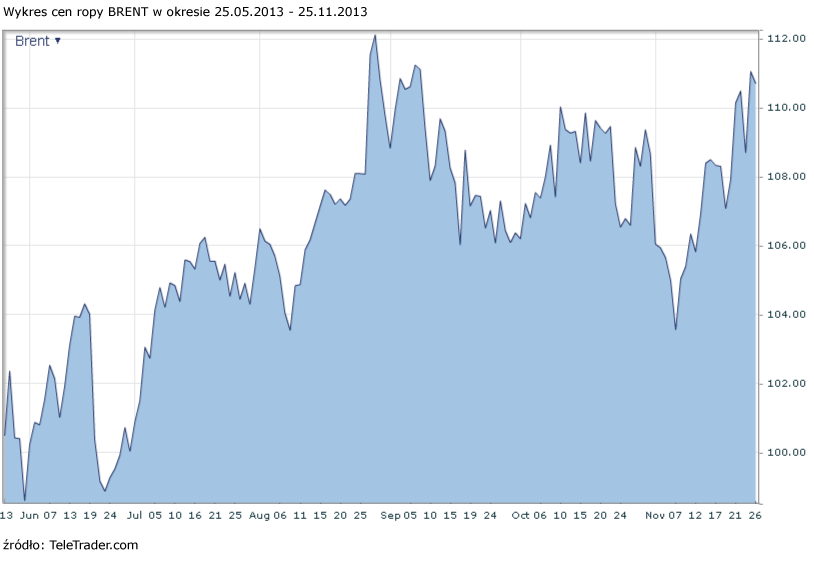 Wykres cen ropy BRENT w okresie 25.05.2013 - 25.11.2013
Brent ▼
112.00
110.00
108.00
106.00
104.00
102.00
100.00
13 Jun 07 13 19 24 Jul 05 10 16 21 25 Aug 06 11 15 20 25 Sep 05 10 15 19 24 Oct 06 10 15 20 24 Nov 07 12 17 21 26
źródło: TeleTrader.com